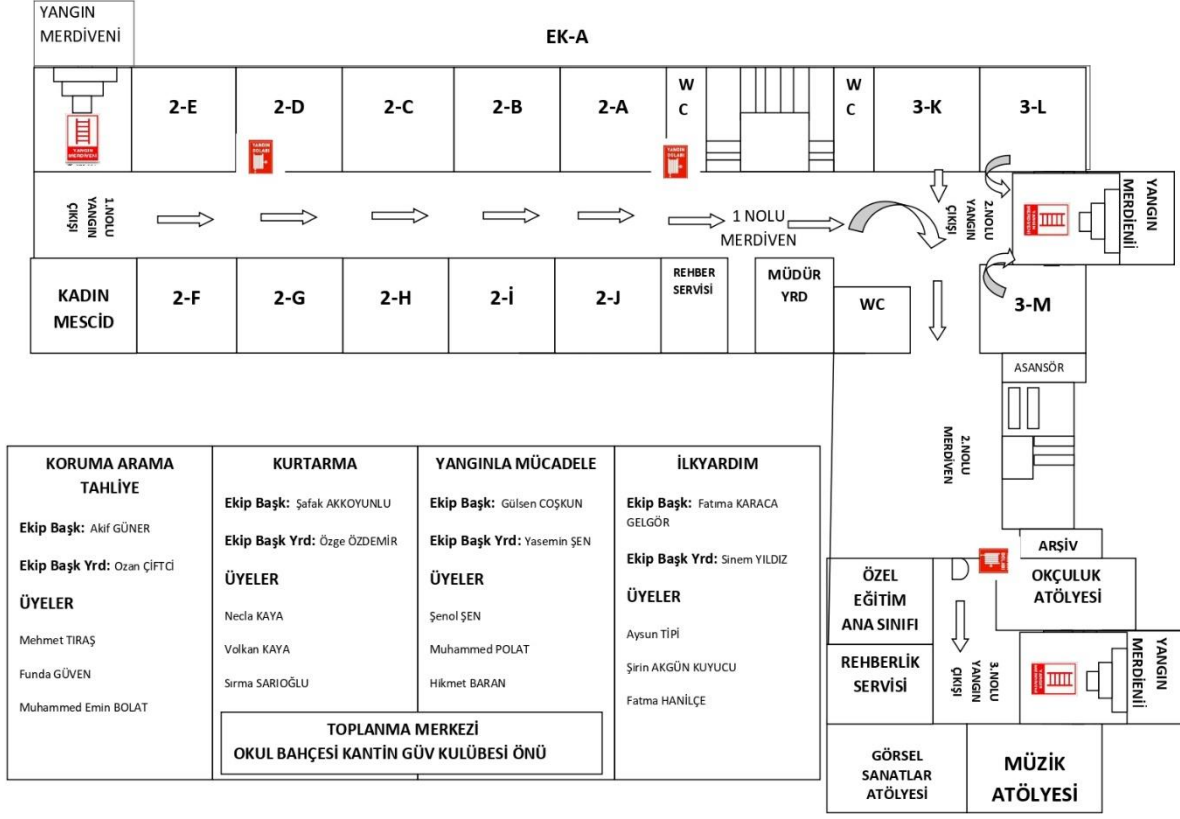 YANGIN
MERDİVENİ
EK-A
2-E
2-D
2-C
2-B
2-A
W
C
W
C
3-K
3-L
YANGIN
MERDİVENİ
YANGIN
DOLABI
YANGIN
DOLABI
1.NOLU
YANGIN
ÇIKIŞI
1 NOLU
MERDİVEN
2.NOLU
YANGIN
ÇIKIŞI
YANGIN
MERDİENİİ
KADIN
MESCİD
2-F
2-G
2-H
2-İ
2-J
REHBER
SERVİSİ
MÜDÜR
YRD
WC
3-M
ASANSÖR
2.NOLU
MERDİVEN
ARŞİV
ÖZEL
EĞİTİM
ANA SINIFI
OKÇULUK
ATÖLYESİ
REHBERLİK
SERVİSİ
3.NOLU
YANGIN
ÇIKIŞI
YANGIN
MERDİENİİ
GÖRSEL
SANATLAR
ATÖLYESİ
MÜZİK
ATÖLYESİ
KORUMA ARAMA
TAHLİYE
Ekip Başk: Akif GÜNER
Ekip Başk Yrd: Ozan ÇİFTCİ
ÜYELER
Mehmet TIRAŞ
Funda GÜVEN
Muhammed Emin BOLAT
KURTARMA
Ekip Başk: Şafak AKKOYUNLU
Ekip Başk Yrd: Özge ÖZDEMİR
ÜYELER
Necla KAYA
Volkan KAYA
Sırma SARIOĞLU
YANGINLA MÜCADELE
Ekip Başk: Gülsen COŞKUN
Ekip Başk Yrd: Yasemin ŞEN
ÜYELER
Şenol ŞEN
Muhammed POLAT
Hikmet BARAN
İLKYARDIM
Ekip Başk: Fatıma KARACA
GELGÖR
Ekip Başk Yrd: Sinem YILDIZ
ÜYELER
Aysun TİPİ
Şirin AKGÜN KUYUCU
Fatma HANİLÇE
TOPLANMA MERKEZİ
OKUL BAHÇESİ KANTİN GÜV KULÜBESİ ÖNÜ